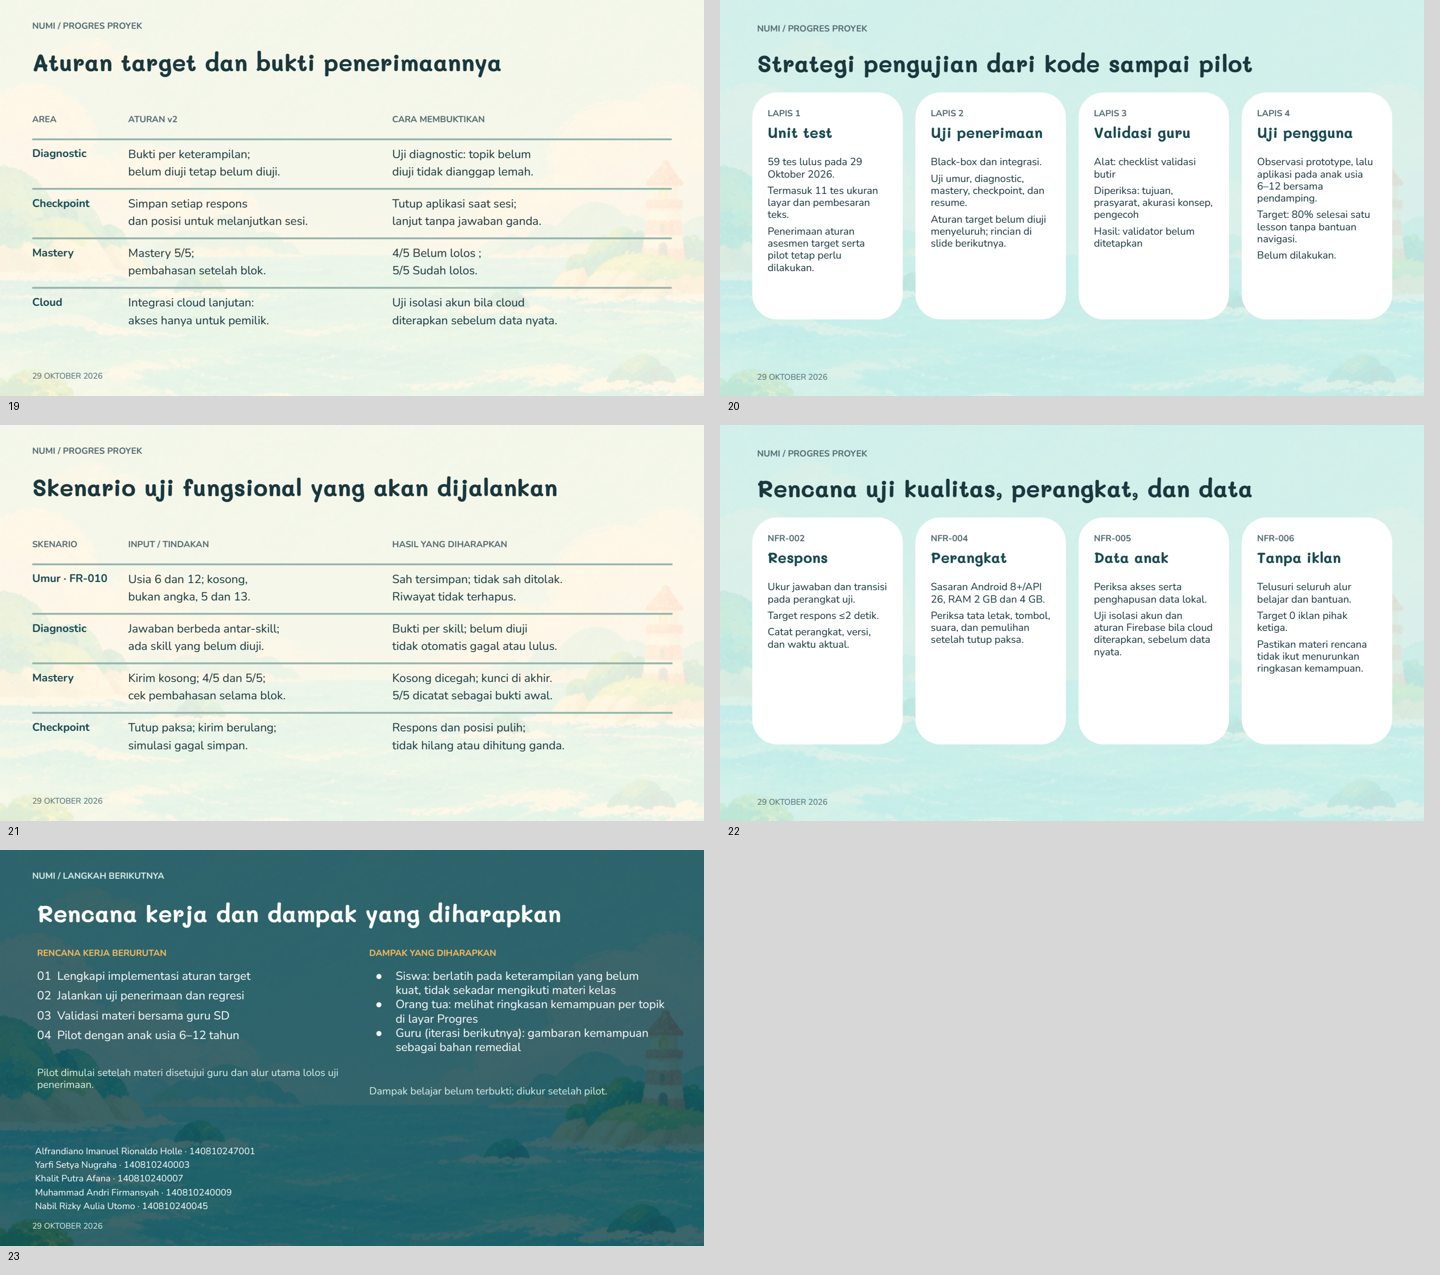 NUMI / PROGRES PROYEK
Aturan target dan bukti penerimaannya
AREA
ATURAN v2
CARA MEMBUKTIKAN
Diagnostic
Bukti per keterampilan;
belum diuji tetap belum diuji.
Uji diagnostic: topik belum
diuji tidak dianggap lemah.
Checkpoint
Simpan setiap respons
dan posisi untuk melanjutkan sesi.
Tutup aplikasi saat sesi;
lanjut tanpa jawaban ganda.
Mastery
Mastery 5/5;
pembahasan setelah blok.
4/5 Belum lolos ;
5/5 Sudah lolos.
Cloud
Integrasi cloud lanjutan:
akses hanya untuk pemilik.
Uji isolasi akun bila cloud
diterapkan sebelum data nyata.
29 OKTOBER 2026
19
NUMI / PROGRES PROYEK
Strategi pengujian dari kode sampai pilot
LAPIS 1
Unit test
59 tes lulus pada 29
Oktober 2026.
Termasuk 11 tes ukuran
layar dan pembesaran
teks.
Penerimaan aturan
asesmen target serta
pilot tetap perlu
dilakukan.
LAPIS 2
Uji penerimaan
Black-box dan integrasi.
Uji umur, diagnostic,
mastery, checkpoint, dan
resume.
Aturan target belum diuji
menyeluruh; rincian di
slide berikutnya.
LAPIS 3
Validasi guru
Alat: checklist validasi
butir
Diperiksa: tujuan,
prasyarat, akurasi konsep,
pengecoh
Hasil: validator belum
ditetapkan
LAPIS 4
Uji pengguna
Observasi prototype, lalu
aplikasi pada anak usia
6–12 bersama
pendamping.
Target: 80% selesai satu
lesson tanpa bantuan
navigasi.
Belum dilakukan.
29 OKTOBER 2026
20
NUMI / PROGRES PROYEK
Skenario uji fungsional yang akan dijalankan
SKENARIO
INPUT / TINDAKAN
HASIL YANG DIHARAPKAN
Umur · FR-010
Usia 6 dan 12; kosong,
bukan angka, 5 dan 13.
Sah tersimpan; tidak sah ditolak.
Riwayat tidak terhapus.
Diagnostic
Jawaban berbeda antar-skill;
ada skill yang belum diuji.
Bukti per skill; belum diuji
tidak otomatis gagal atau lulus.
Mastery
Kirim kosong; 4/5 dan 5/5;
cek pembahasan selama blok.
Kosong dicegah; kunci di akhir.
5/5 dicatat sebagai bukti awal.
Checkpoint
Tutup paksa; kirim berulang;
simulasi gagal simpan.
Respons dan posisi pulih;
tidak hilang atau dihitung ganda.
29 OKTOBER 2026
21
NUMI / PROGRES PROYEK
Rencana uji kualitas, perangkat, dan data
NFR-002
Respons
Ukur jawaban dan transisi
pada perangkat uji.
Target respons ≤2 detik.
Catat perangkat, versi,
dan waktu aktual.
NFR-004
Perangkat
Sasaran Android 8+/API
26, RAM 2 GB dan 4 GB.
Periksa tata letak, tombol,
suara, dan pemulihan
setelah tutup paksa.
NFR-005
Data anak
Periksa akses serta
penghapusan data lokal.
Uji isolasi akun dan
aturan Firebase bila cloud
diterapkan, sebelum data
nyata.
NFR-006
Tanpa iklan
Telusuri seluruh alur
belajar dan bantuan.
Target 0 iklan pihak
ketiga.
Pastikan materi rencana
tidak ikut menurunkan
ringkasan kemampuan.
29 OKTOBER 2026
22
NUMI / LANGKAH BERIKUTNYA
Rencana kerja dan dampak yang diharapkan
RENCANA KERJA BERURUTAN
01 Lengkapi implementasi aturan target
02 Jalankan uji penerimaan dan regresi
03 Validasi materi bersama guru SD
04 Pilot dengan anak usia 6–12 tahun
Pilot dimulai setelah materi disetujui guru dan alur utama lolos uji
penerimaan.
DAMPAK YANG DIHARAPKAN
● Siswa: berlatih pada keterampilan yang belum
kuat, tidak sekadar mengikuti materi kelas
● Orang tua: melihat ringkasan kemampuan per topik
di layar Progres
● Guru (iterasi berikutnya): gambaran kemampuan
sebagai bahan remedial
Dampak belajar belum terbukti; diukur setelah pilot.
Alfrandiano Imanuel Rionaldo Holle · 140810247001
Yarfi Setya Nugraha · 140810240003
Khalit Putra Afana · 140810240007
Muhammad Andri Firmansyah · 140810240009
Nabil Rizky Aulia Utomo · 140810240045
29 OKTOBER 2026
23